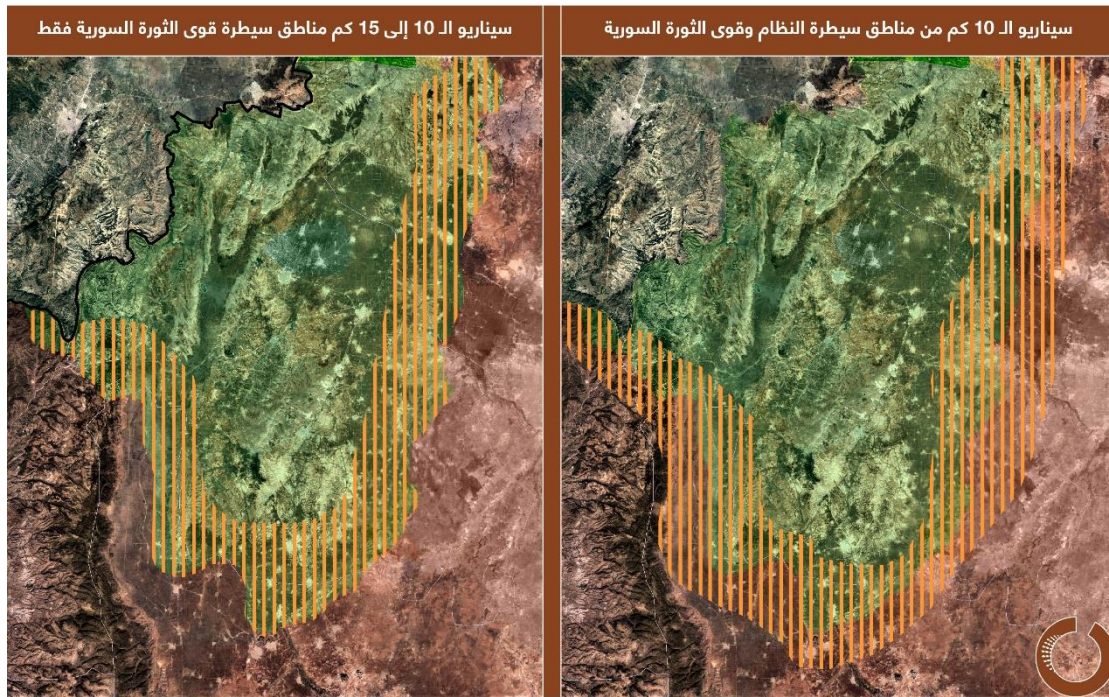 سيناريو الـ 10 كم من مناطق سيطرة النظام وقوى الثورة السورية
سيناريو الـ 10 إلى 15 كم مناطق سيطرة قوى الثورة السورية فقط